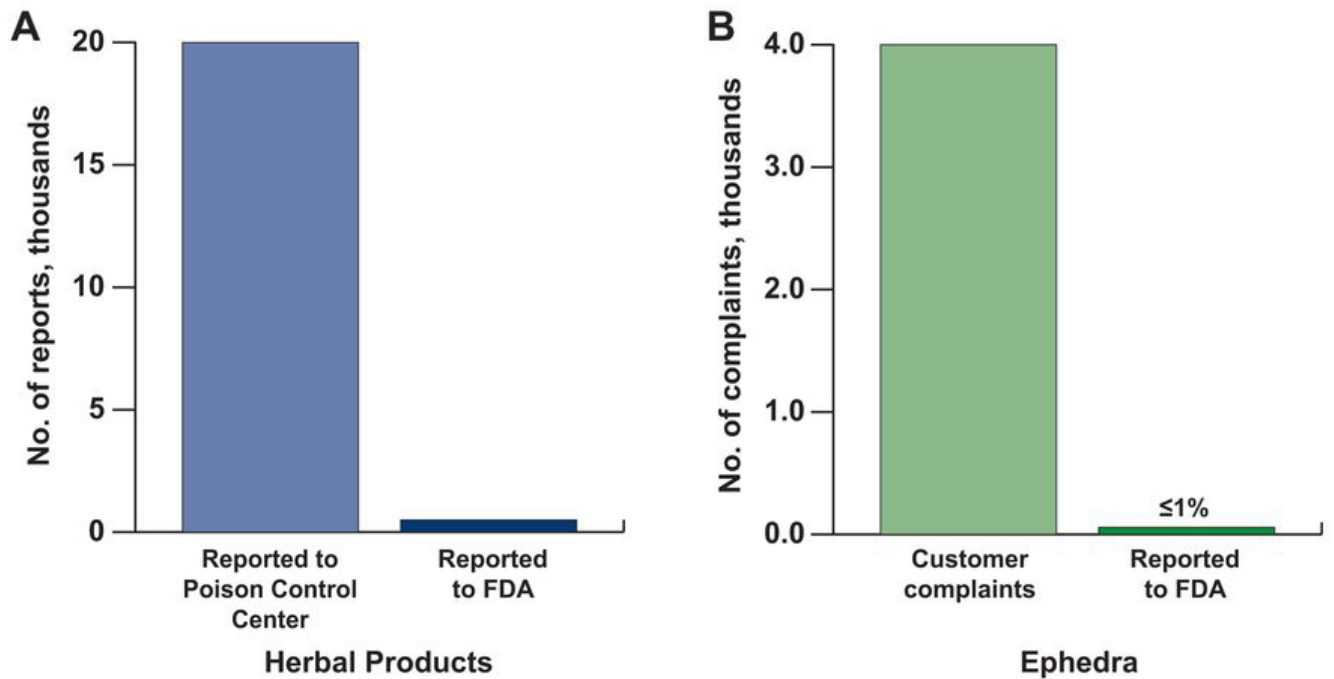 A
No. of reports, thousands
20
15
10
5
0
Reported to
Poison Control
Center
Reported
to FDA
Herbal Products
B
No. of complaints, thousands
4.0
3.0
2.0
1.0
0.0
≤1%
Customer
complaints
Reported
to FDA
Ephedra